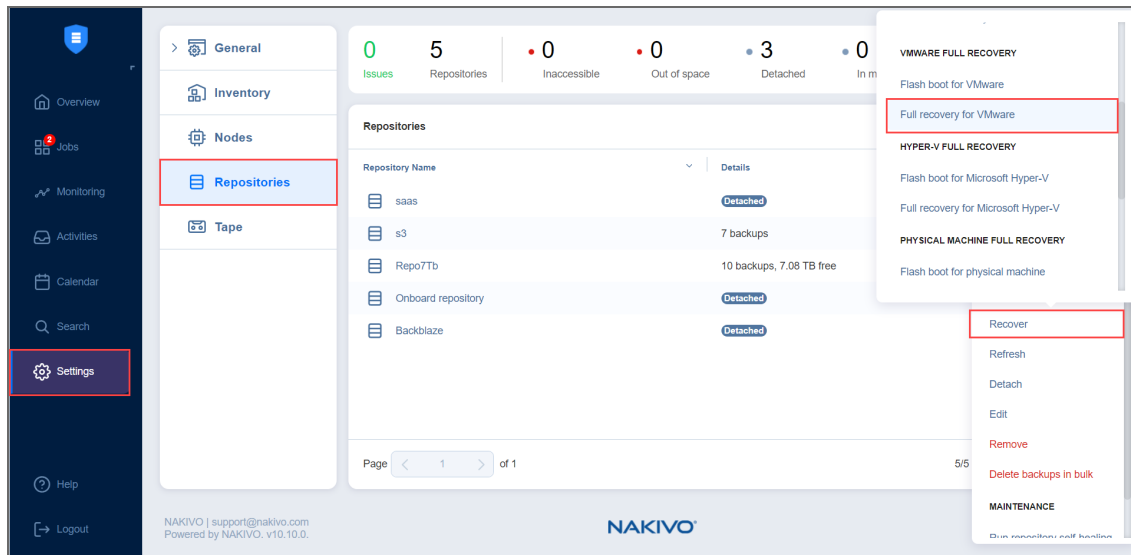 Overview
2
Jobs
Monitoring
Activities
Calendar
Search
Settings
Help
Logout
General
Inventory
Nodes
Repositories
Tape
0
Issues
5
Repositories
0
Inaccessible
0
Out of space
3
Detached
0
In m
Repositories
Repository Name
Details
saas
Detached
s3
7 backups
Repo7Tb
10 backups, 7.08 TB free
Onboard repository
Detached
Backblaze
Detached
Page
1
of 1
5/5
VMWARE FULL RECOVERY
Flash boot for VMware
Full recovery for VMware
HYPER-V FULL RECOVERY
Flash boot for Microsoft Hyper-V
Full recovery for Microsoft Hyper-V
PHYSICAL MACHINE FULL RECOVERY
Flash boot for physical machine
Recover
Refresh
Detach
Edit
Remove
Delete backups in bulk
MAINTENANCE
Run repository self-healing
NAKIVO | support@nakivo.com
Powered by NAKIVO. v10.10.0.
NAKIVO